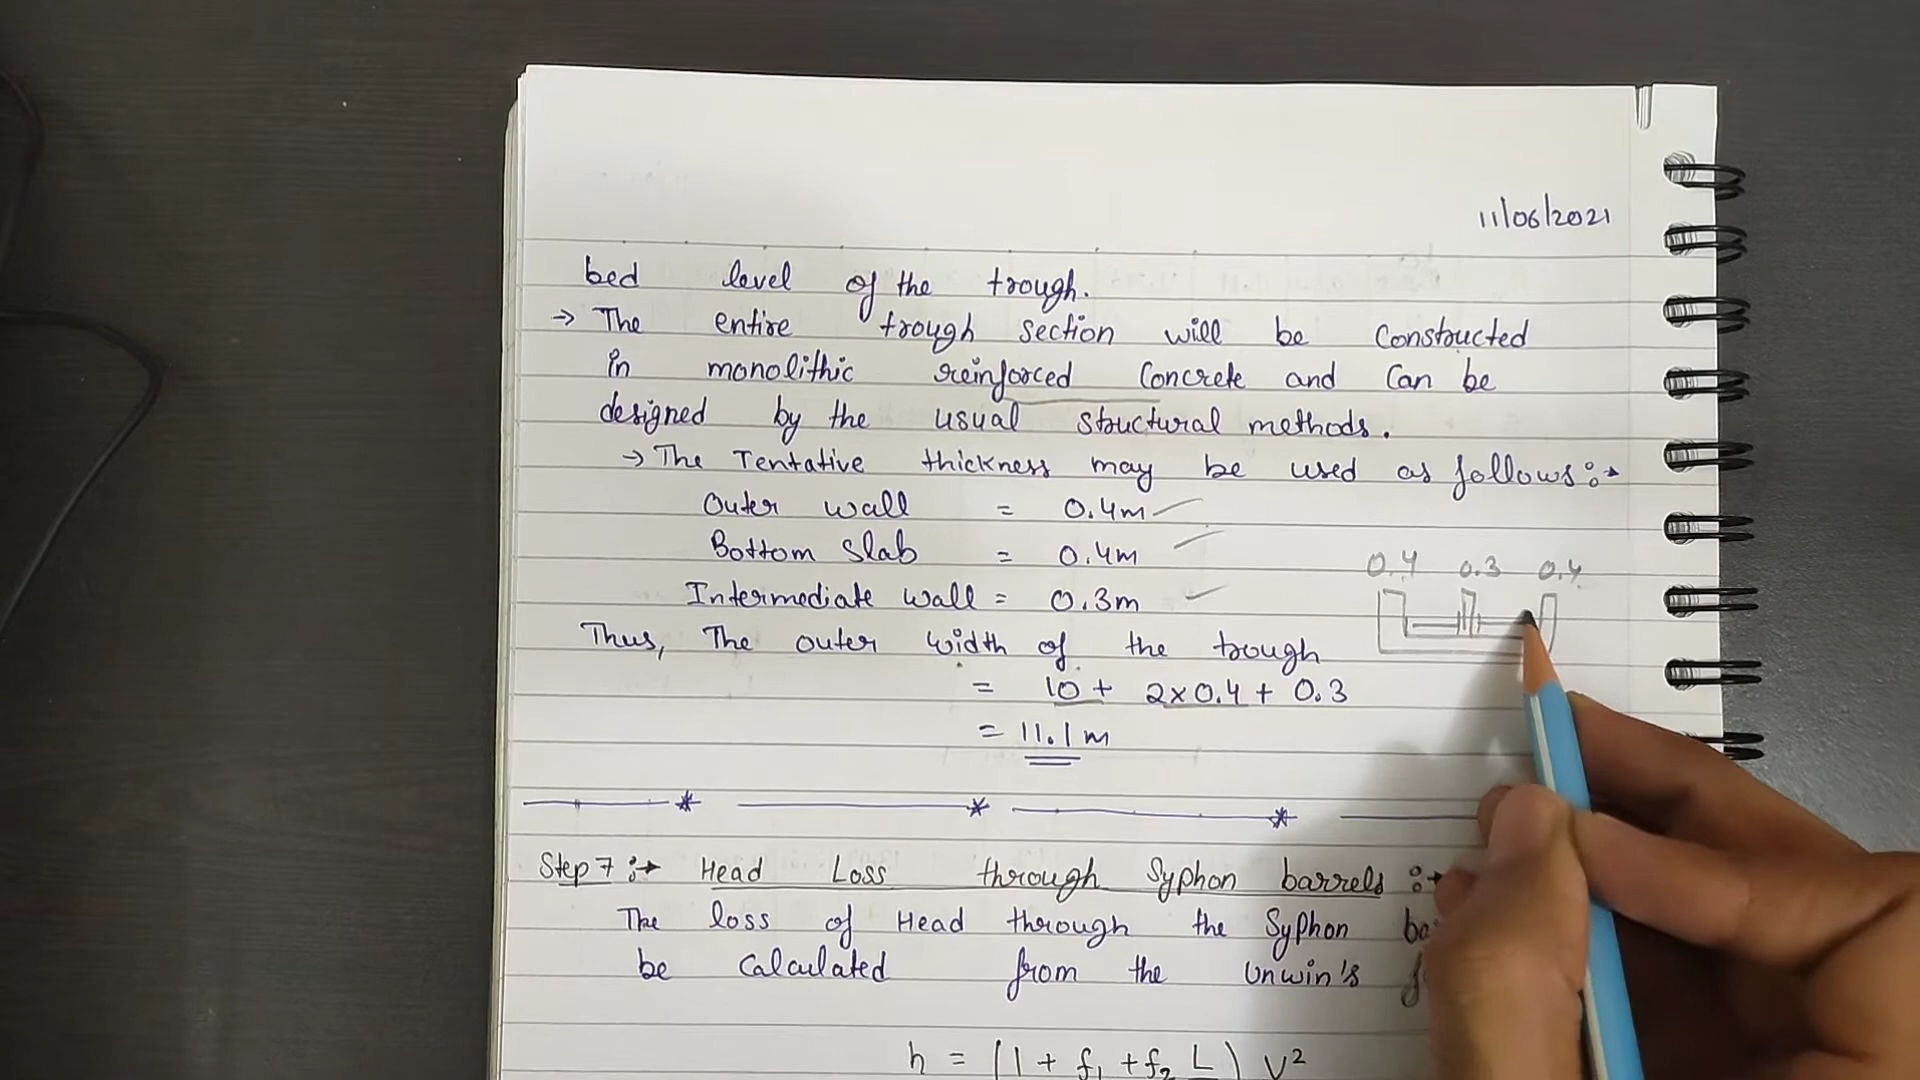 11/06/2021
bed level of the trough.
→ The entire trough section will be constructed
in monolithic reinforced Concrete and can be
designed by the usual structural methods.
→ The Tentative thickness may be used as follows:→
Outer wall = 0.4m
Bottom slab = 0.4m
Intermediate wall = 0.3m
0.4 0.3 0.4
Thus, The outer width of the trough
= 10 + 2x0.4 + 0.3
= 11.1m
Step 7 :→ Head Loss through Syphon barrels :→
The loss of Head through the Syphon
be Calculated from the Unwin's
h = (1 + f₁ + f₂ L) V²